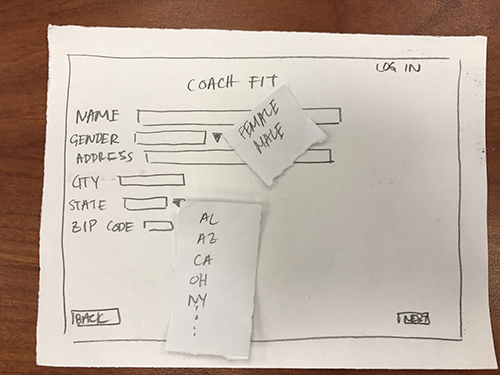 LOG IN
COACH FIT
NAME
GENDER
FEMALE
MALE
ADDRESS
CITY
STATE
AL
AZ
CA
OH
NY
ZIP CODE
BACK
NEXT